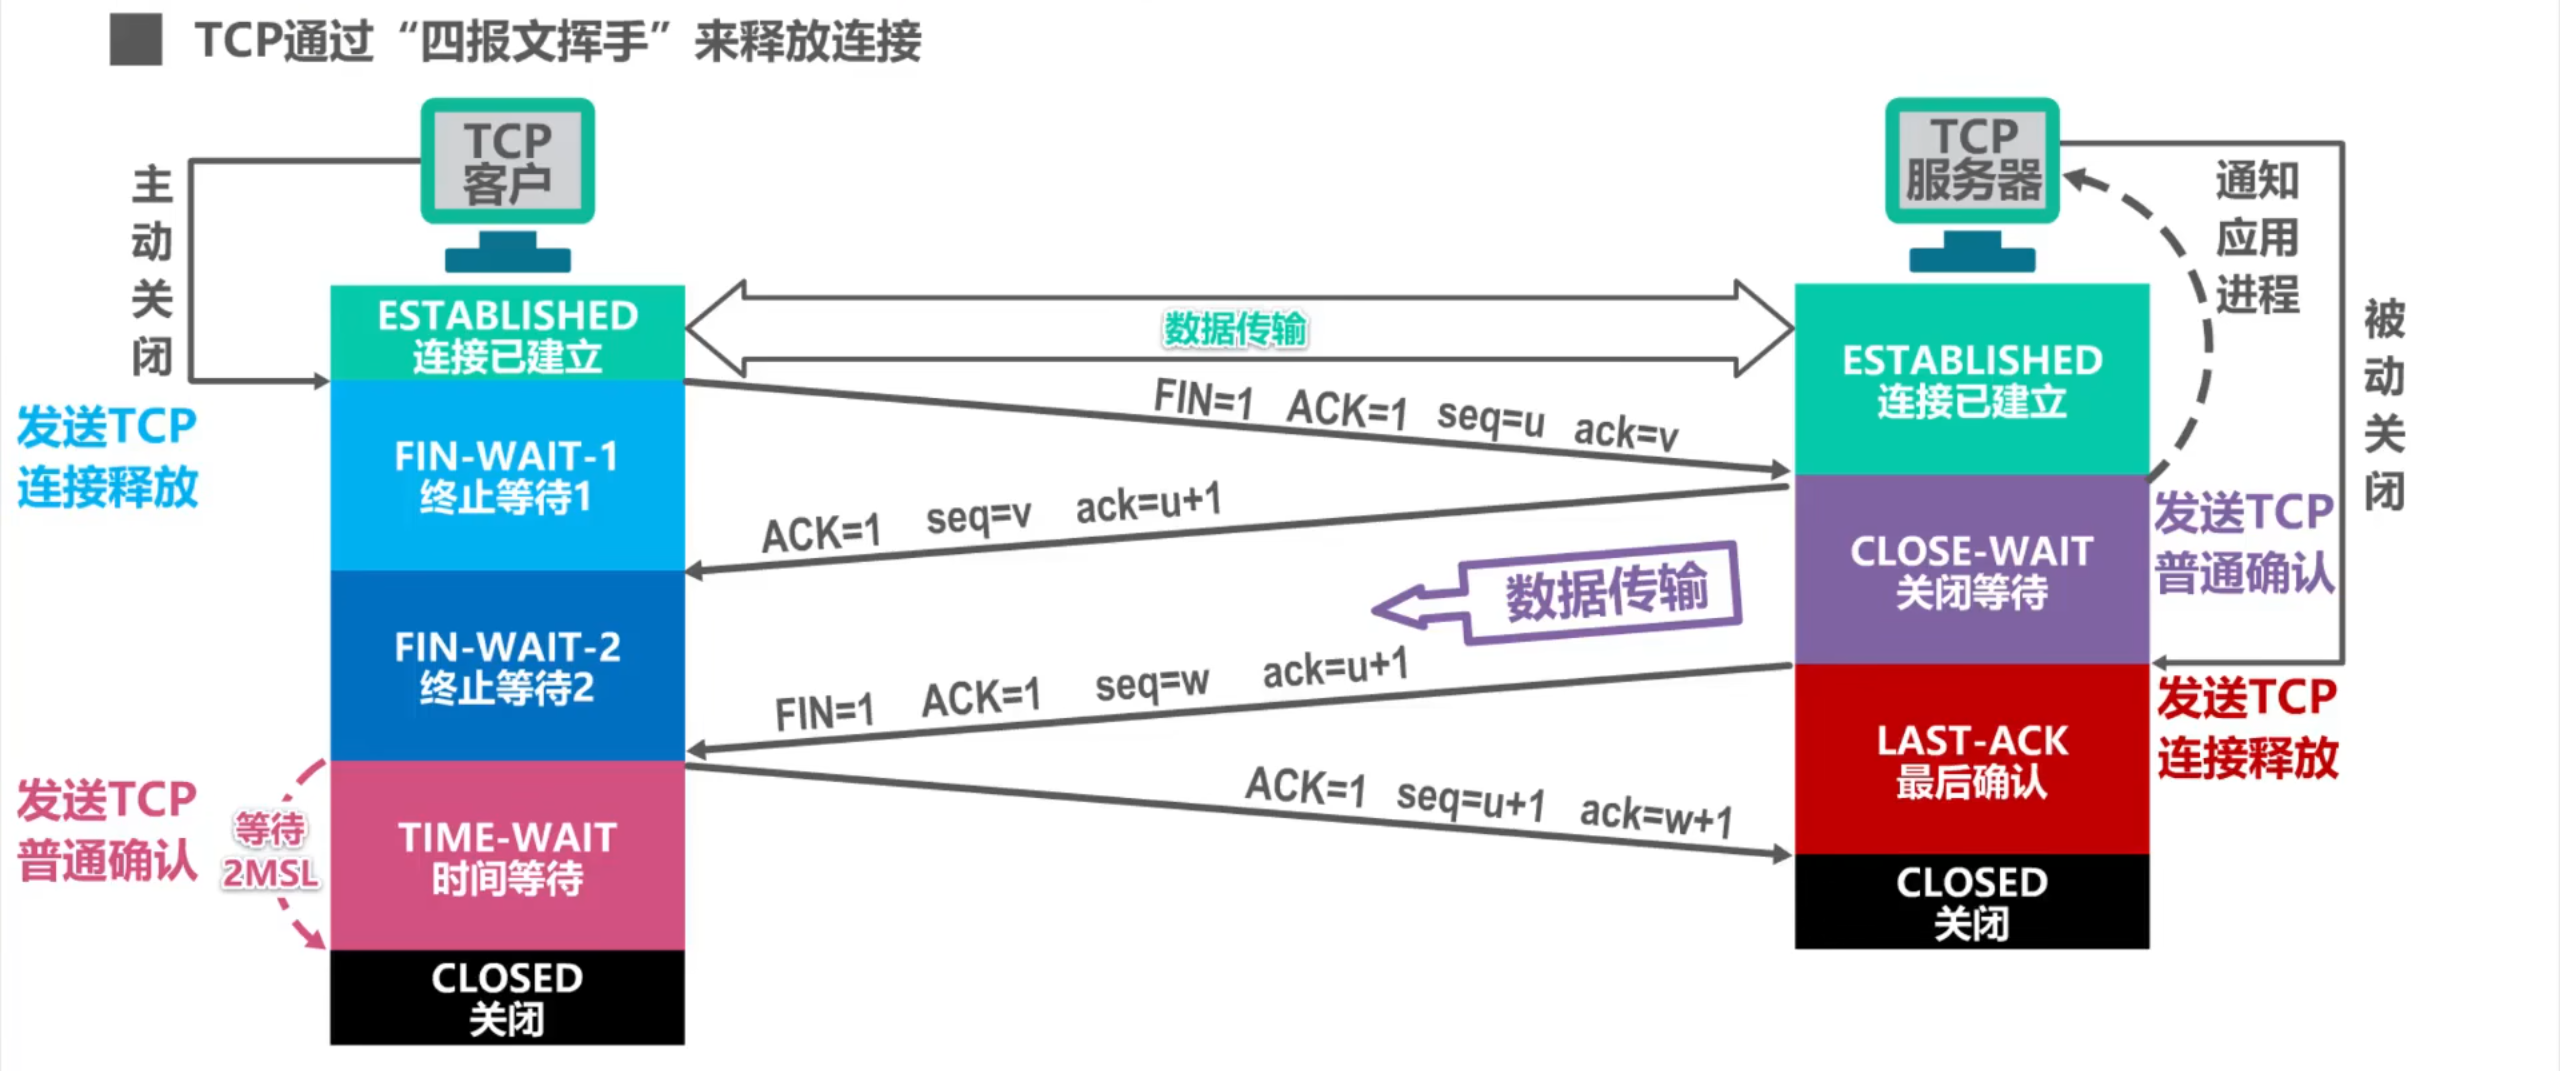 TCP通过“四报文挥手”来释放连接
TCP
客户
TCP
服务器
主动关闭
通知
应用
进程
被动关闭
ESTABLISHED
连接已建立
数据传输
ESTABLISHED
连接已建立
FIN=1 ACK=1 seq=u ack=v
发送TCP
连接释放
FIN-WAIT-1
终止等待1
ACK=1 seq=v ack=u+1
CLOSE-WAIT
关闭等待
发送TCP
普通确认
数据传输
FIN-WAIT-2
终止等待2
FIN=1 ACK=1 seq=w ack=u+1
LAST-ACK
最后确认
发送TCP
连接释放
发送TCP
普通确认
等待
2MSL
TIME-WAIT
时间等待
ACK=1 seq=u+1 ack=w+1
CLOSED
关闭
CLOSED
关闭